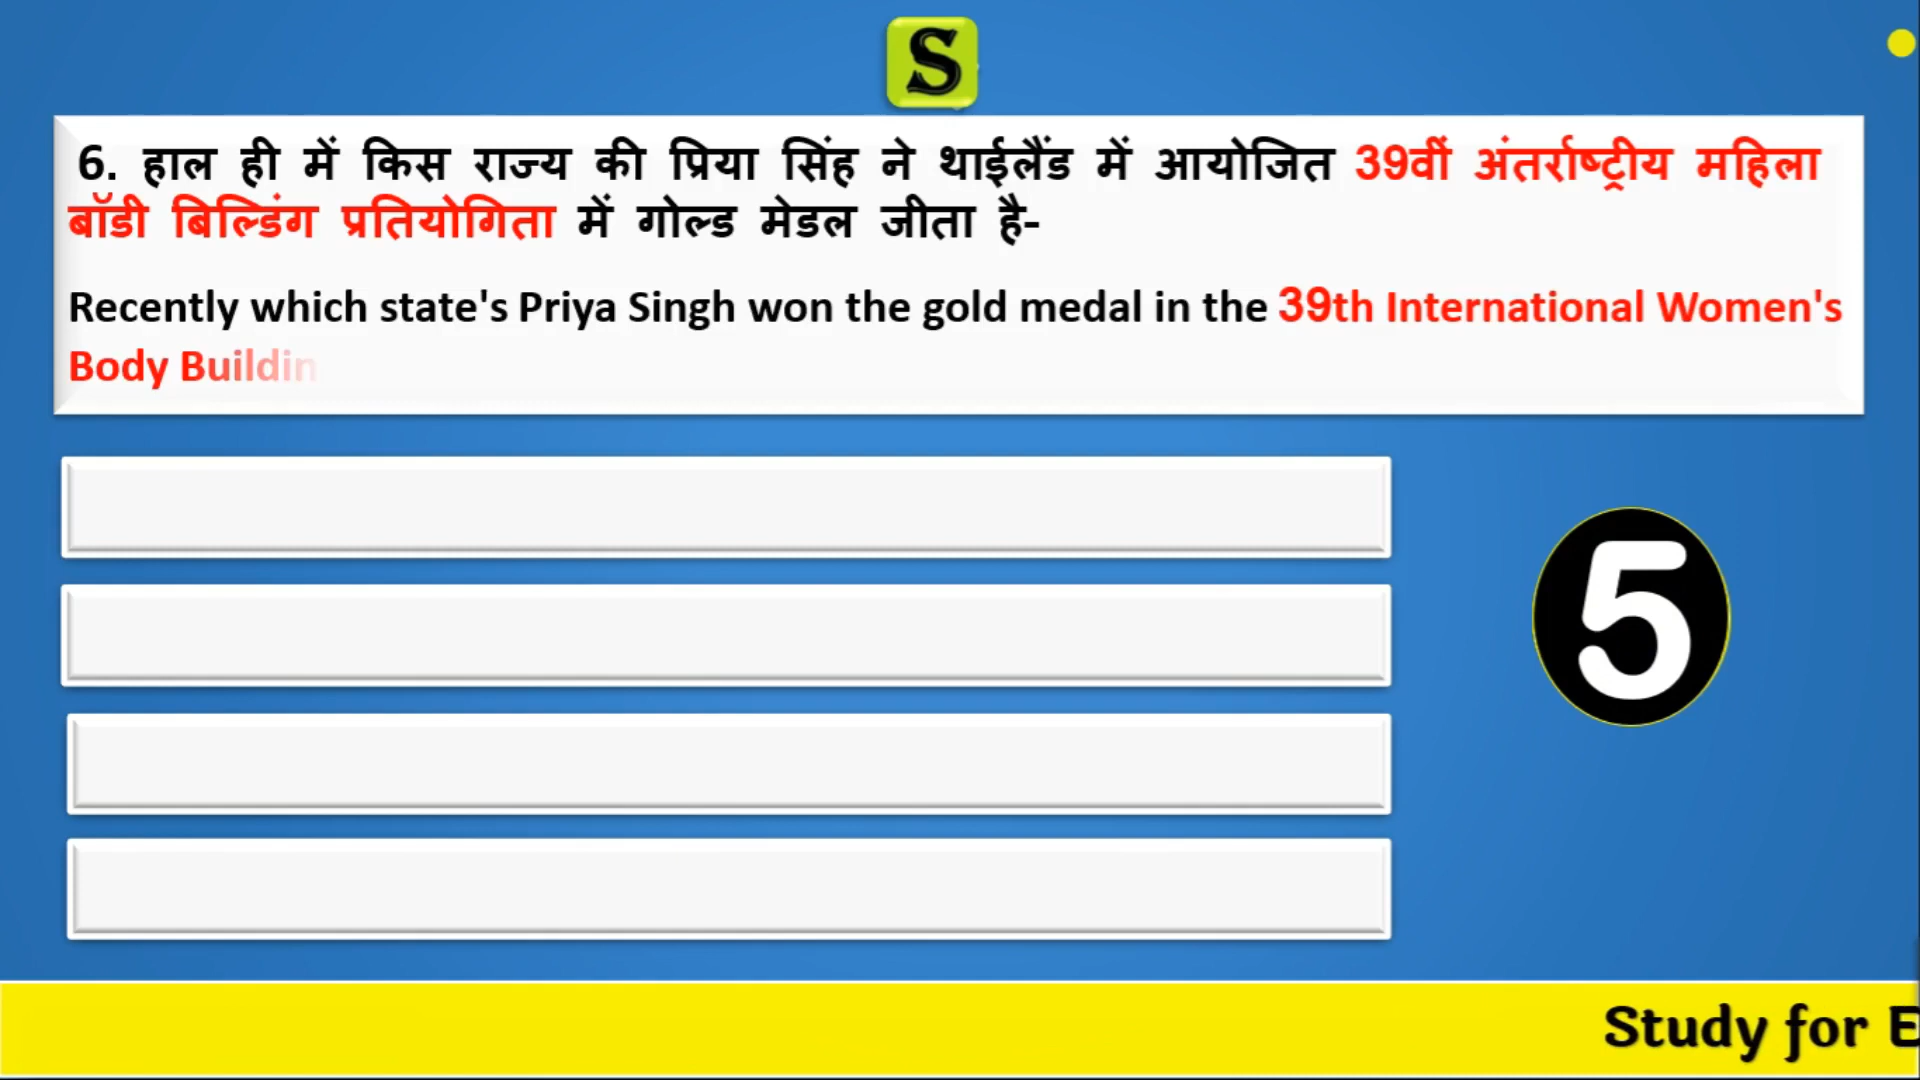 S
6. हाल ही में किस राज्य की प्रिया सिंह ने थाईलैंड में आयोजित 39वीं अंतर्राष्ट्रीय महिला
बॉडी बिल्डिंग प्रतियोगिता में गोल्ड मेडल जीता है-
Recently which state's Priya Singh won the gold medal in the 39th International Women's
Body Buildin
5
Study for E